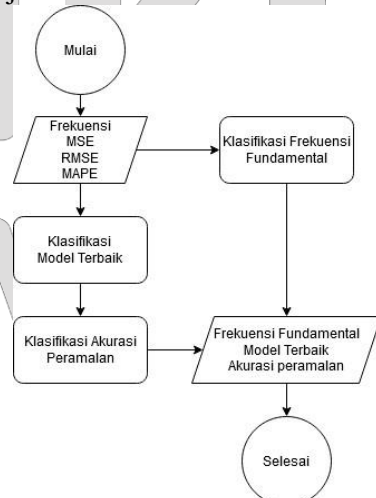 Mulai
Frekuensi
MSE
RMSE
MAPE
Klasifikasi Frekuensi
Fundamental
Klasifikasi
Model Terbaik
Klasifikasi Akurasi
Peramalan
Frekuensi Fundamental
Model Terbaik
Akurasi peramalan
Selesai